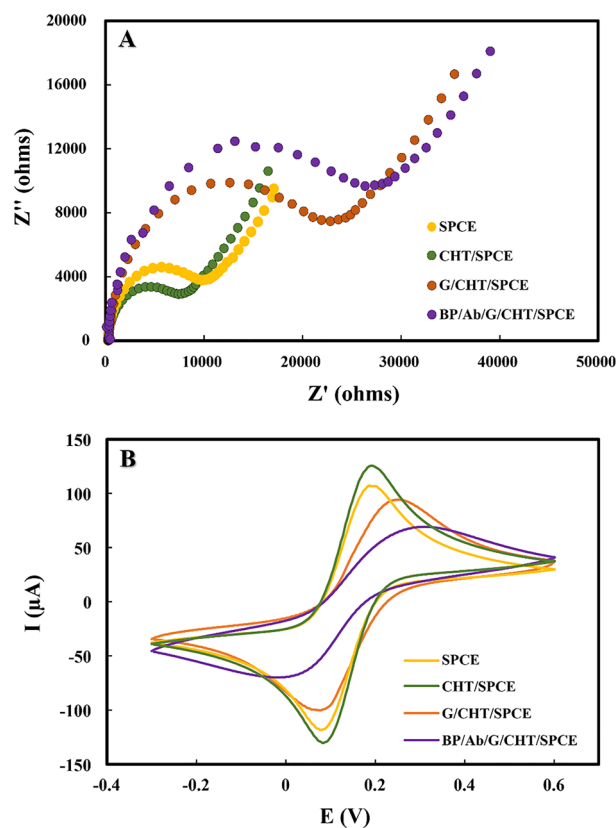 A
20000
16000
12000
8000
4000
0
Z'' (ohms)
SPCE
CHT/SPCE
G/CHT/SPCE
BP/Ab/G/CHT/SPCE
0 10000 20000 30000 40000 50000
Z' (ohms)
B
150
100
50
0
-50
-100
-150
I (µA)
SPCE
CHT/SPCE
G/CHT/SPCE
BP/Ab/G/CHT/SPCE
-0.4 -0.2 0 0.2 0.4 0.6
E (V)